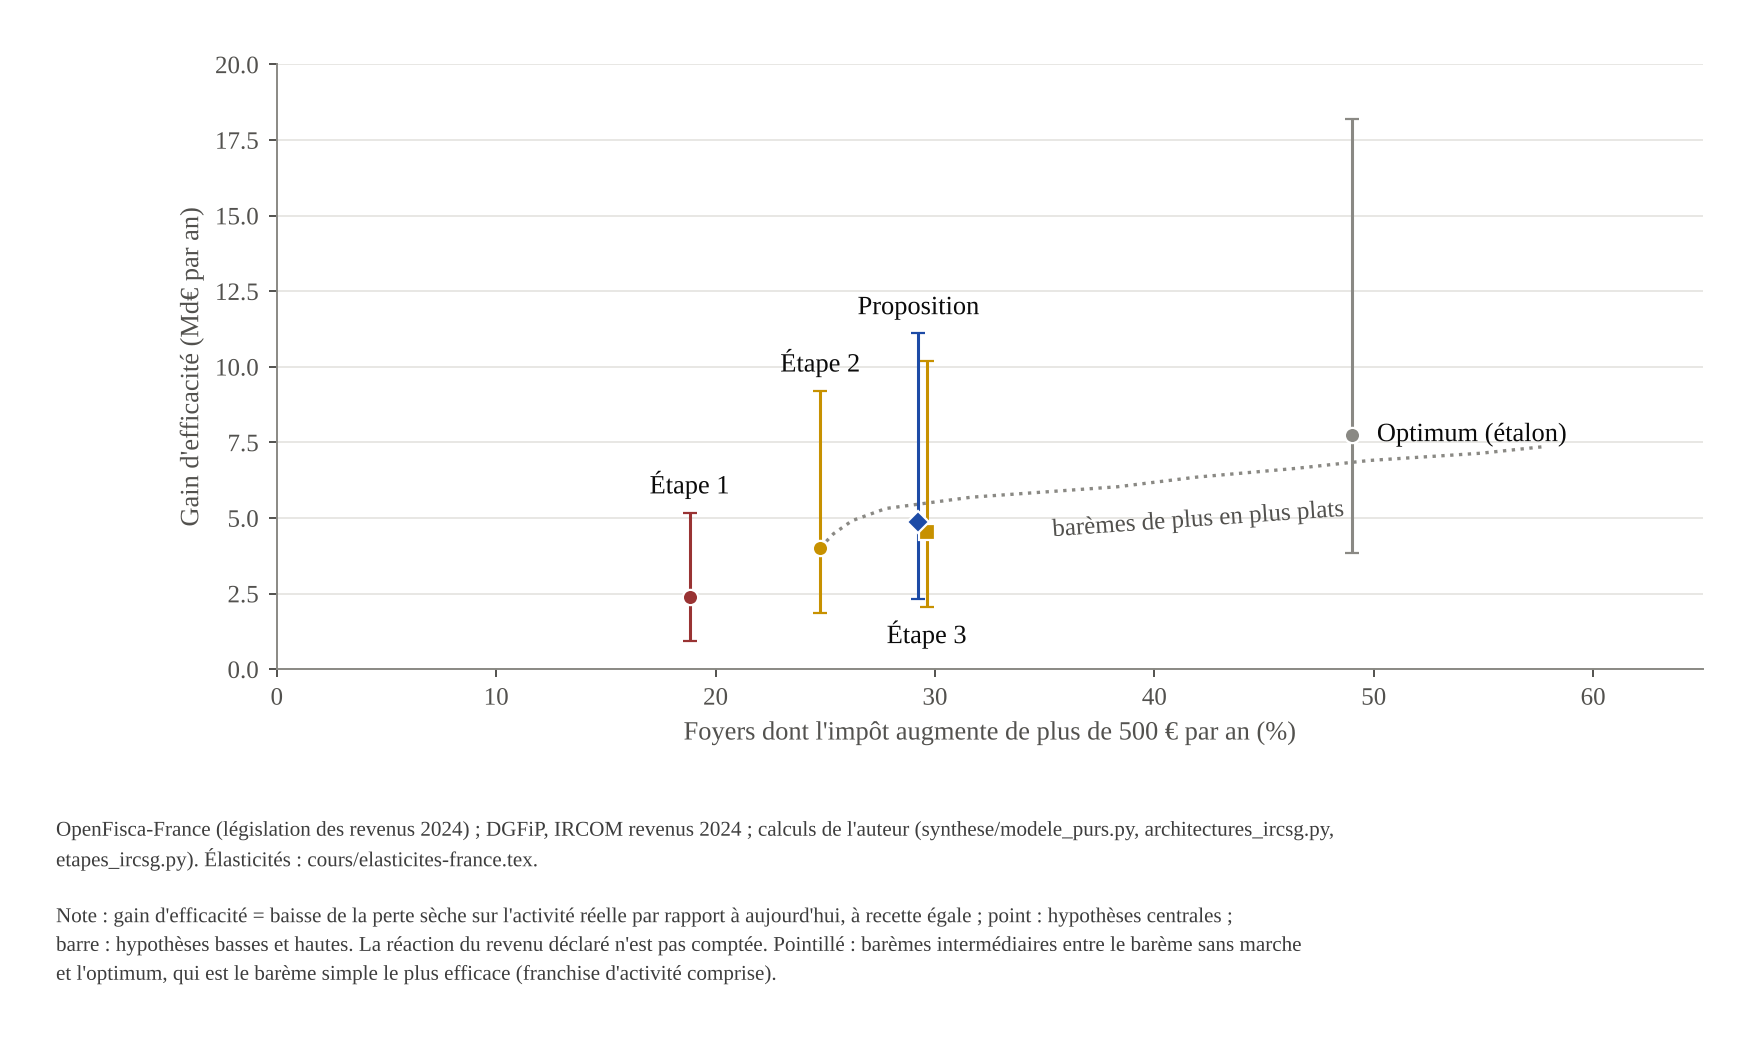 20.0
17.5
15.0
12.5
10.0
7.5
5.0
2.5
0.0
Gain d'efficacité (Md€ par an)
Proposition
Étape 2
Optimum (étalon)
Étape 1
barèmes de plus en plus plats
Étape 3
0 10 20 30 40 50 60
Foyers dont l'impôt augmente de plus de 500 € par an (%)
OpenFisca-France (législation des revenus 2024) ; DGFiP, IRCOM revenus 2024 ; calculs de l'auteur (synthese/modele_purs.py, architectures_ircsg.py,
etapes_ircsg.py). Élasticités : cours/elasticites-france.tex.
Note : gain d'efficacité = baisse de la perte sèche sur l'activité réelle par rapport à aujourd'hui, à recette égale ; point : hypothèses centrales ;
barre : hypothèses basses et hautes. La réaction du revenu déclaré n'est pas comptée. Pointillé : barèmes intermédiaires entre le barème sans marche
et l'optimum, qui est le barème simple le plus efficace (franchise d'activité comprise).